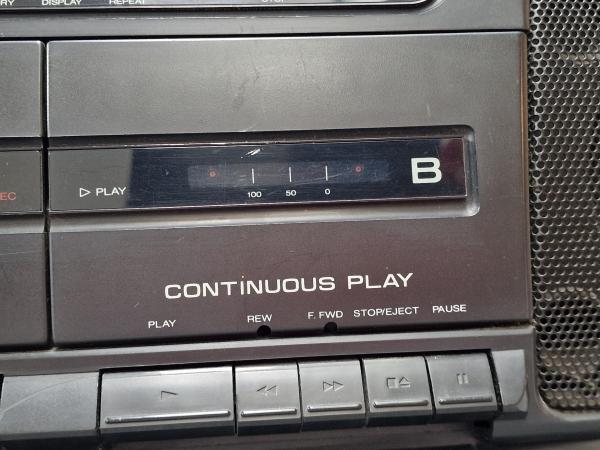 DISPLAY REPEAT
EC
▷ PLAY
100 50 0
B
CONTINUOUS PLAY
PLAY REW F. FWD STOP/EJECT PAUSE